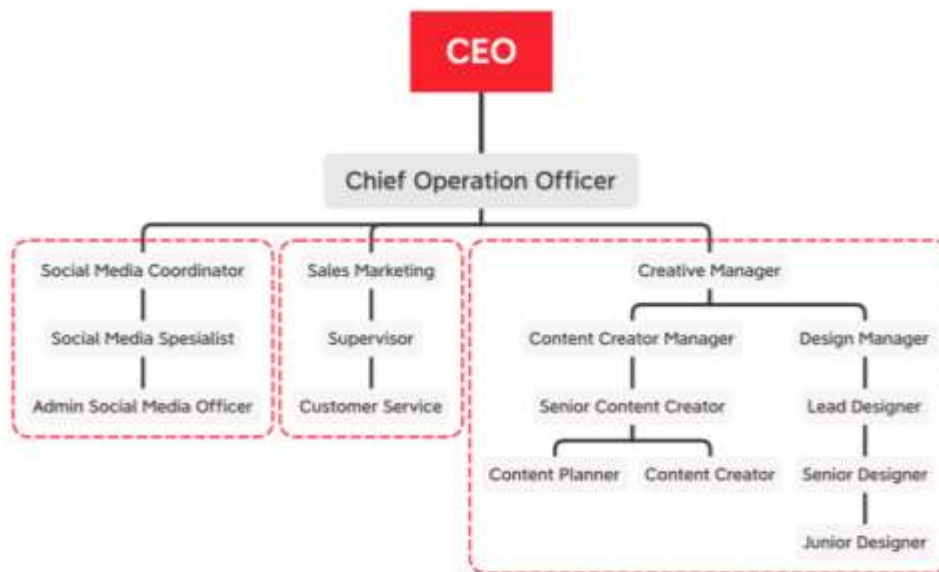 CEO
Chief Operation Officer
Social Media Coordinator
Sales Marketing
Creative Manager
Social Media Spesialist
Supervisor
Content Creator Manager
Design Manager
Admin Social Media Officer
Customer Service
Senior Content Creator
Lead Designer
Content Planner
Content Creator
Senior Designer
Junior Designer